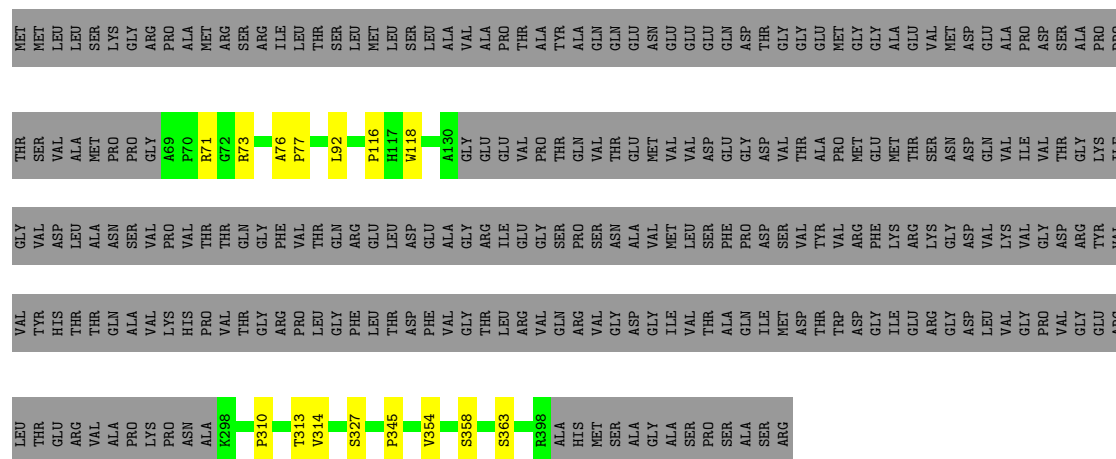 MET MET LEU LEU SER LYS GLY ARG PRO ALA MET ARG SER ARG ILE LEU THR SER LEU MET LEU SER LEU ALA VAL ALA PRO THR ALA TYR ALA GLN GLN GLU ASN GLU GLU GLU GLN ASP THR GLY GLY GLU MET GLY GLY ALA GLU VAL MET ASP GLU ALA PRO ASP SER ALA PRO PRO
THR SER VAL ALA MET PRO PRO GLY A69 P70 R71 G72 R73 A76 P77 L92 P116 H117 W118 A130 GLY GLU GLU VAL PRO THR GLN VAL THR GLU MET VAL VAL ASP GLU GLY ASP VAL THR ALA PRO MET GLU MET THR SER ASN ASP GLN VAL ILE VAL THR GLY LYS ILE
GLY VAL ASP LEU ALA ASN SER VAL PRO VAL THR THR GLN GLY PHE VAL THR GLN ARG GLU LEU ASP GLU ALA GLY ARG ILE GLU GLY SER PRO SER ASN ALA VAL MET LEU SER PHE PRO ASP SER VAL TYR VAL ARG PHE LYS ARG LYS GLY ASP VAL LYS VAL GLY ASP ARG TYR VAL
VAL TYR HIS THR THR GLN ALA VAL LYS HIS PRO VAL THR GLY ARG PRO LEU GLY PHE LEU THR ASP PHE VAL GLY THR LEU ARG VAL GLN ARG VAL GLY ASP GLY ILE VAL THR ALA GLN ILE MET ASP THR TRP ASP GLY ILE GLU ARG GLY ASP LEU VAL GLY PRO VAL GLY GLU ARG
LEU THR GLU ARG VAL ALA PRO LYS PRO ASN ALA K298 P310 T313 V314 S327 P345 V354 S358 S363 R398 ALA HIS MET SER ALA GLY ALA SER PRO SER ALA SER ARG